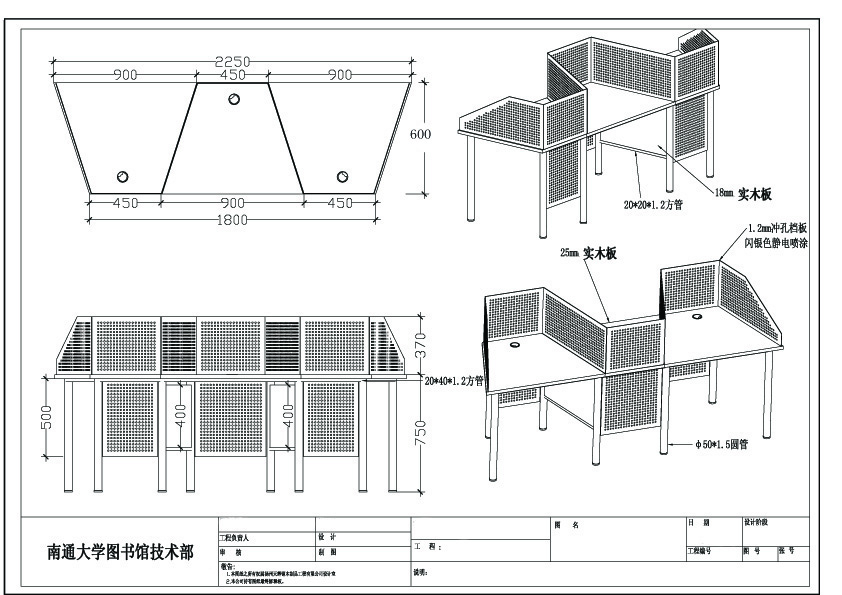 2250
900 450 900
600
450 900 450
1800
18mm 实木板
20*20*1.2方管
1.2mm冲孔档板
闪银色静电喷涂
25mm 实木板
370
20*40*1.2方管
500
400
400
750
φ50*1.5圆管
南通大学图书馆技术部
工程负责人
设 计
审 核
制 图
敬告:
工 程:
说明:
图 名
日 期
设计阶段
工程编号
图 号
张 号